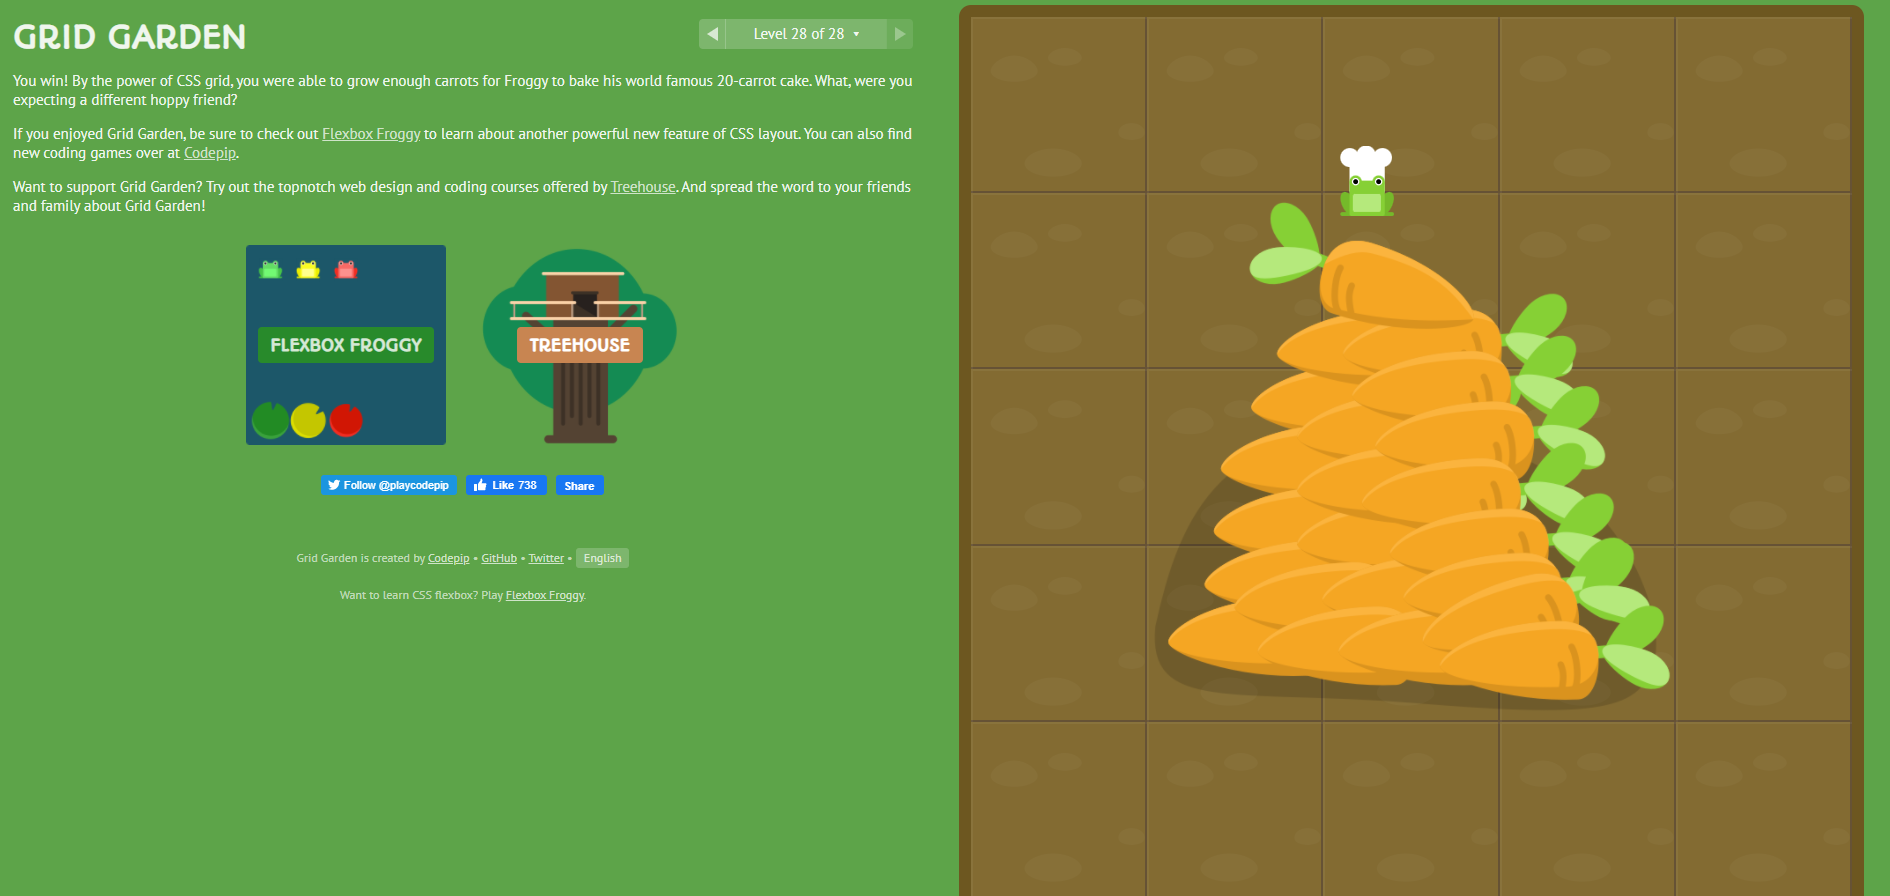 GRID GARDEN
Level 28 of 28
You win! By the power of CSS grid, you were able to grow enough carrots for Froggy to bake his world famous 20-carrot cake. What, were you
expecting a different hoppy friend?
If you enjoyed Grid Garden, be sure to check out Flexbox Froggy to learn about another powerful new feature of CSS layout. You can also find
new coding games over at Codepip.
Want to support Grid Garden? Try out the topnotch web design and coding courses offered by Treehouse. And spread the word to your friends
and family about Grid Garden!
FLEXBOX FROGGY
TREEHOUSE
Follow @playcodepip
Like 738
Share
Grid Garden is created by Codepip • GitHub • Twitter • English
Want to learn CSS flexbox? Play Flexbox Froggy.